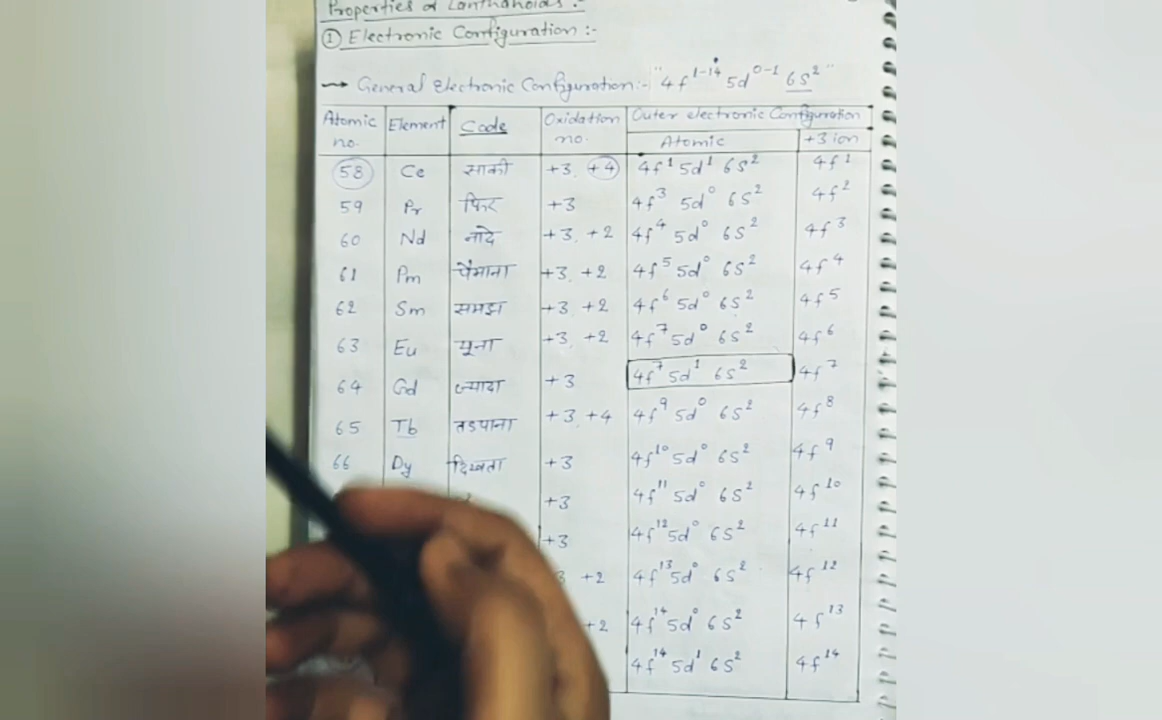 Properties of Lanthanoids :-
① Electronic Configuration :-
→ General Electronic Configuration:- "4f¹⁻¹⁴ 5d⁰⁻¹ 6s²"
Atomic no. Element Code Oxidation no. Outer electronic Configuration
Atomic +3 ion
58 Ce साकी +3, +4 4f¹ 5d¹ 6s² 4f¹
59 Pr फिर +3 4f³ 5d⁰ 6s² 4f²
60 Nd नादे +3, +2 4f⁴ 5d⁰ 6s² 4f³
61 Pm पैमाना +3, +2 4f⁵ 5d⁰ 6s² 4f⁴
62 Sm समझ +3, +2 4f⁶ 5d⁰ 6s² 4f⁵
63 Eu यूना +3, +2 4f⁷ 5d⁰ 6s² 4f⁶
64 Gd ज्यादा +3 4f⁷ 5d¹ 6s² 4f⁷
65 Tb तडपाना +3, +4 4f⁹ 5d⁰ 6s² 4f⁸
66 Dy +3 4f¹⁰ 5d⁰ 6s² 4f⁹
+3 4f¹¹ 5d⁰ 6s² 4f¹⁰
+3 4f¹² 5d⁰ 6s² 4f¹¹
3 +2 4f¹³ 5d⁰ 6s² 4f¹²
+2 4f¹⁴ 5d⁰ 6s² 4f¹³
4f¹⁴ 5d¹ 6s² 4f¹⁴